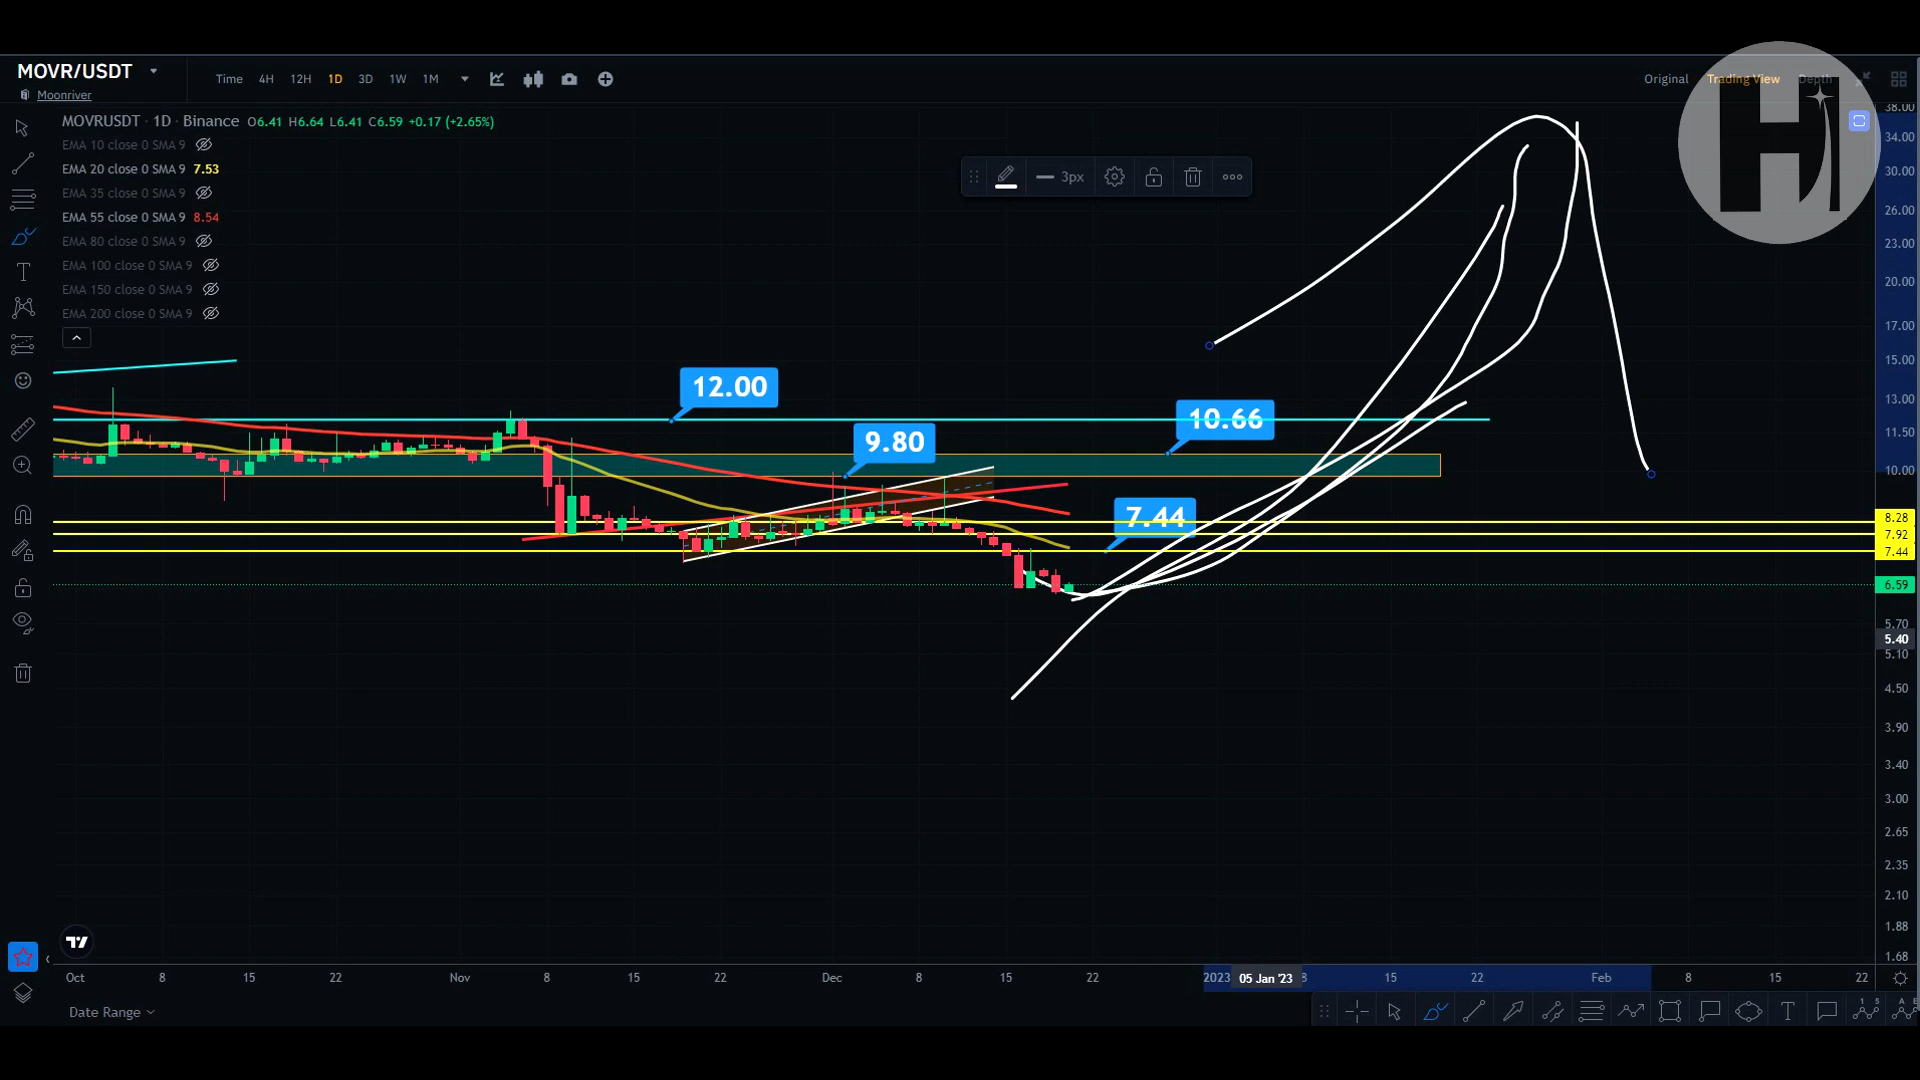 MOVR/USDT
Moonriver
Time 4H 12H 1D 3D 1W 1M
Original Trading View Depth
MOVRUSDT · 1D · Binance O6.41 H6.64 L6.41 C6.59 +0.17 (+2.65%)
EMA 10 close 0 SMA 9
EMA 20 close 0 SMA 9 7.53
EMA 35 close 0 SMA 9
EMA 55 close 0 SMA 9 8.54
EMA 80 close 0 SMA 9
EMA 100 close 0 SMA 9
EMA 150 close 0 SMA 9
EMA 200 close 0 SMA 9
3px
H
12.00
9.80
10.66
7.44
38.00
34.00
30.00
26.00
23.00
20.00
17.00
15.00
13.00
11.50
10.00
8.28
7.92
7.44
6.59
5.70
5.40
5.10
4.50
3.90
3.40
3.00
2.65
2.35
2.10
1.88
1.68
Oct 8 15 22 Nov 8 15 22 Dec 8 15 22 2023 05 Jan '23 8 15 22 Feb 8 15 22
Date Range